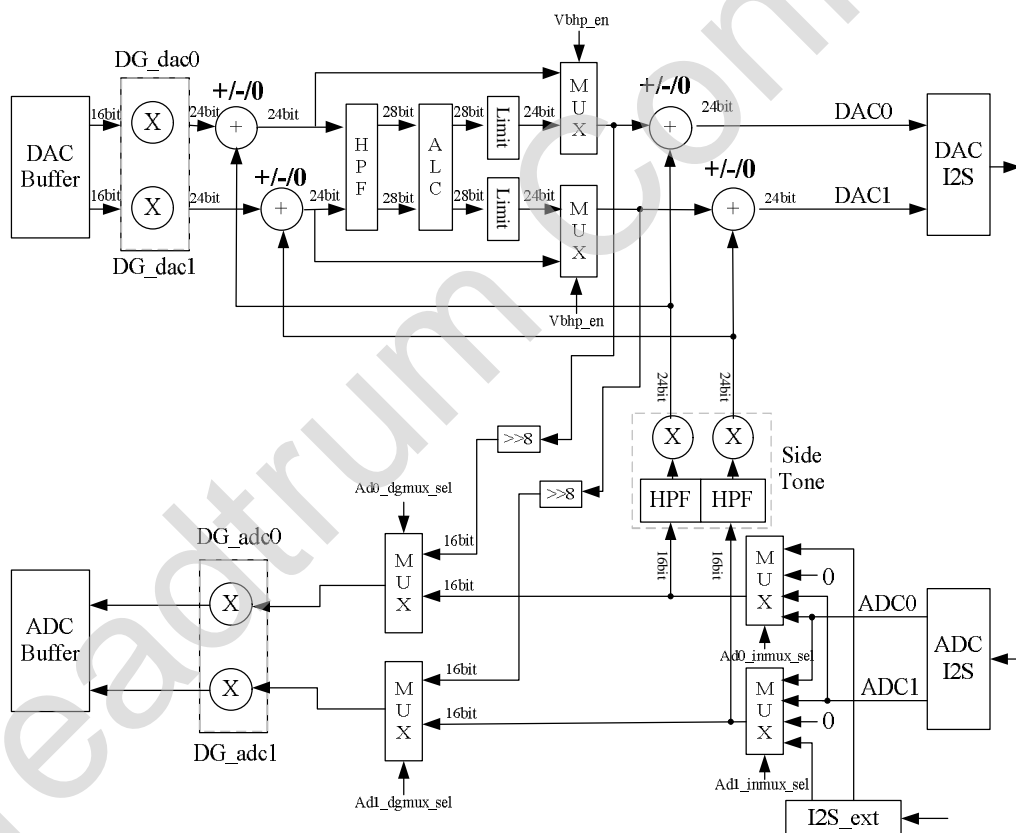 Vbhp_en
DG_dac0
+/-/0
+/-/0
16bit
24bit
24bit
28bit
28bit
24bit
24bit
DAC0
DAC
Buffer
X
+
H
P
F
A
L
C
Limit
M
U
X
+
DAC
I2S
+/-/0
+/-/0
16bit
24bit
24bit
28bit
28bit
24bit
24bit
DAC1
X
+
Limit
M
U
X
+
DG_dac1
Vbhp_en
24bit
24bit
X
X
Side
Tone
HPF
HPF
>>8
>>8
Ad0_dgmux_sel
DG_adc0
16bit
16bit
16bit
16bit
M
U
X
M
U
X
0
ADC0
ADC
Buffer
X
Ad0_inmux_sel
ADC
I2S
X
M
U
X
16bit
16bit
M
U
X
ADC1
0
DG_adc1
Ad1_dgmux_sel
Ad1_inmux_sel
I2S_ext
eadtrum Com